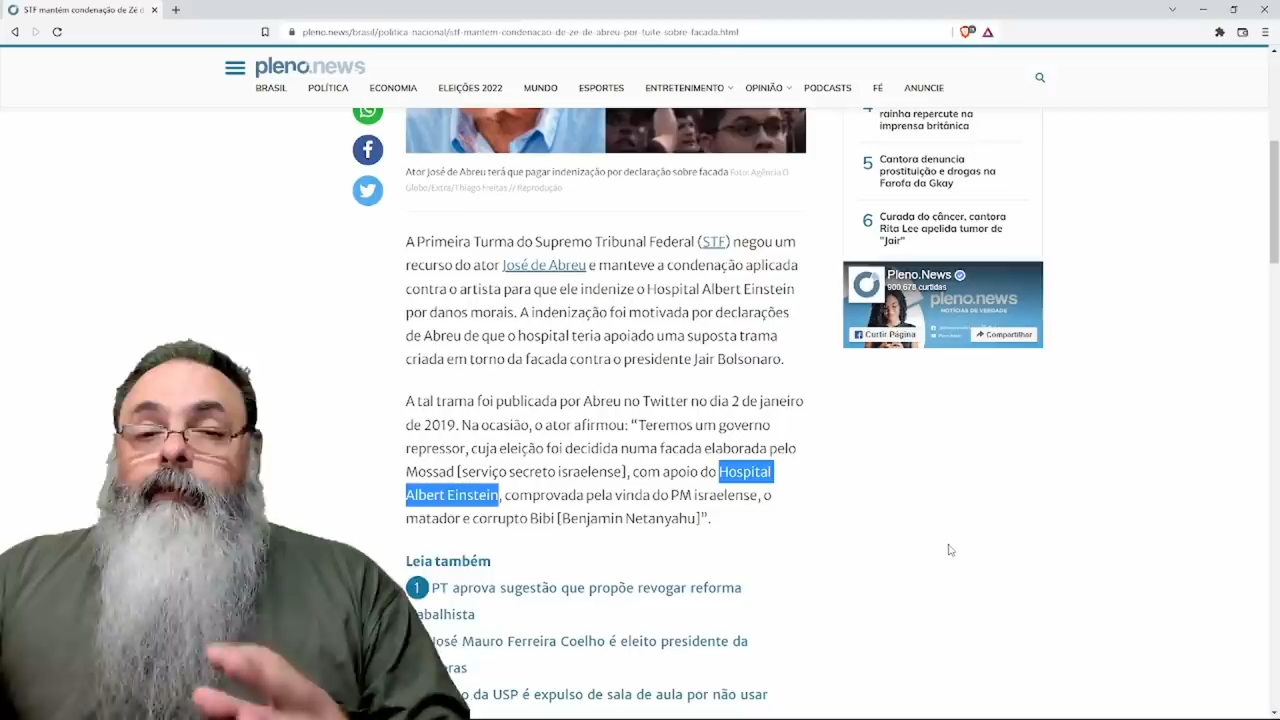 STF mantém condenação de Zé d
pleno.news/brasil/politica-nacional/stf-mantem-condenacao-de-ze-de-abreu-por-tuite-sobre-facada.html
pleno.news
BRASIL POLÍTICA ECONOMIA ELEIÇÕES 2022 MUNDO ESPORTES ENTRETENIMENTO OPINIÃO PODCASTS FÉ ANUNCIE
Ator José de Abreu terá que pagar indenização por declaração sobre facada Foto: Agência O
Globo/Extra/Thiago Freitas // Reprodução
A Primeira Turma do Supremo Tribunal Federal (STF) negou um
recurso do ator José de Abreu e manteve a condenação aplicada
contra o artista para que ele indenize o Hospital Albert Einstein
por danos morais. A indenização foi motivada por declarações
de Abreu de que o hospital teria apoiado uma suposta trama
criada em torno da facada contra o presidente Jair Bolsonaro.
A tal trama foi publicada por Abreu no Twitter no dia 2 de janeiro
de 2019. Na ocasião, o ator afirmou: “Teremos um governo
repressor, cuja eleição foi decidida numa facada elaborada pelo
Mossad [serviço secreto israelense], com apoio do Hospital
Albert Einstein, comprovada pela vinda do PM israelense, o
matador e corrupto Bibi [Benjamin Netanyahu]”.
Leia também
1 PT aprova sugestão que propõe revogar reforma
abalhista
José Mauro Ferreira Coelho é eleito presidente da
ras
o da USP é expulso de sala de aula por não usar
4 rainha repercute na
imprensa britânica
5 Cantora denuncia
prostituição e drogas na
Farofa da Gkay
6 Curada do câncer, cantora
Rita Lee apelida tumor de
"Jair"
Pleno.News
900.678 curtidas
pleno.news
NOTÍCIAS DE VERDADE
Curtir Página
Compartilhar